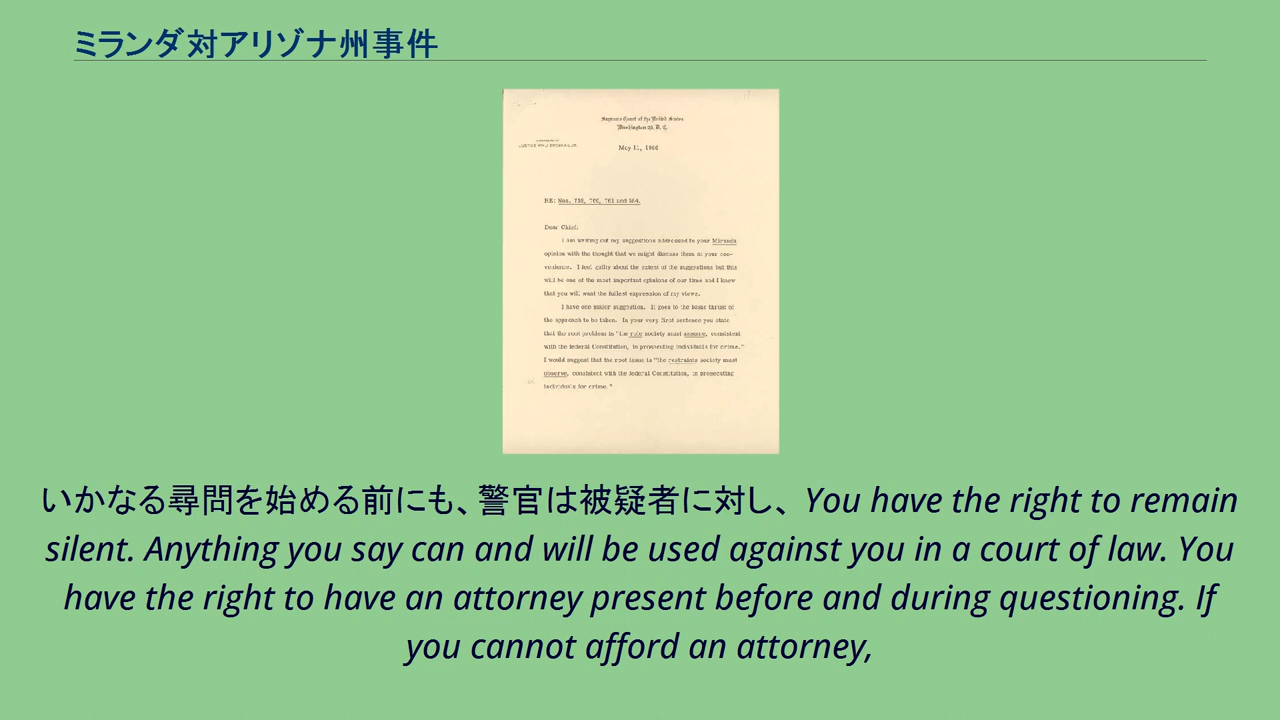 ミランダ対アリゾナ州事件
Supreme Court of the United States
Washington 25, D. C.
May 11, 1966
RE: Nos. 759, 760, 761 and 584.
Dear Chief:
I am writing out my suggestions addressed to your Miranda
opinion with the thought that we might discuss them at your con-
venience. I feel guilty about the extent of the suggestions but this
will be one of the most important opinions of our time and I know
that you will want the fullest expression of my views.
I have one major suggestion. It goes to the basic thrust of
the approach to be taken. In your very first sentence you state
that the root problem is "the role society must assume, consistent
with the federal Constitution, in prosecuting individuals for crime."
I would suggest that the root issue is "the restraints society must
observe, consistent with the federal Constitution, in prosecuting
individuals for crime."
いかなる尋問を始める前にも、警官は被疑者に対し、 You have the right to remain
silent. Anything you say can and will be used against you in a court of law. You
have the right to have an attorney present before and during questioning. If
you cannot afford an attorney,